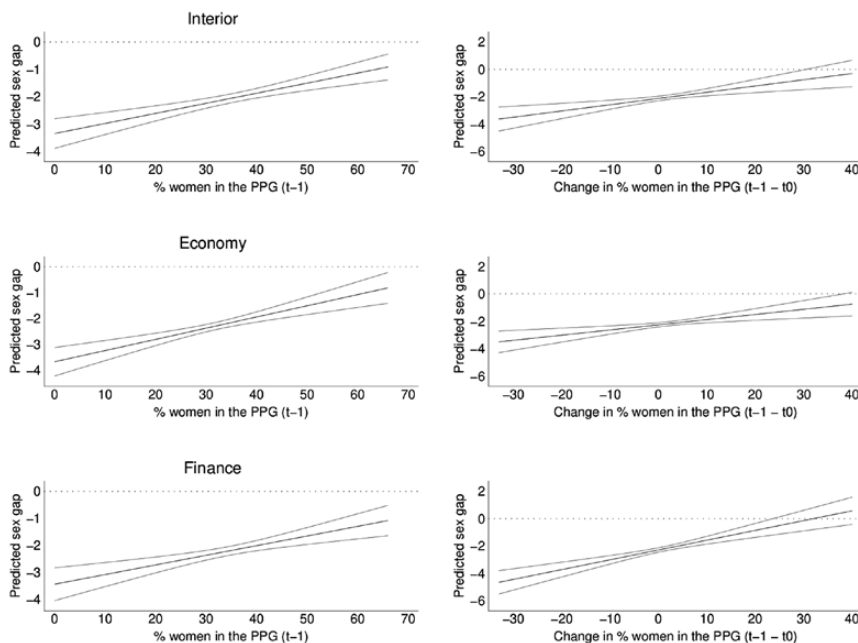 Interior
Predicted sex gap
0
−1
−2
−3
−4
0 10 20 30 40 50 60 70
% women in the PPG (t−1)
Predicted sex gap
2
0
−2
−4
−6
−30 −20 −10 0 10 20 30 40
Change in % women in the PPG (t−1 − t0)
Economy
Predicted sex gap
0
−1
−2
−3
−4
0 10 20 30 40 50 60 70
% women in the PPG (t−1)
Predicted sex gap
2
0
−2
−4
−6
−30 −20 −10 0 10 20 30 40
Change in % women in the PPG (t−1 − t0)
Finance
Predicted sex gap
0
−1
−2
−3
−4
0 10 20 30 40 50 60 70
% women in the PPG (t−1)
Predicted sex gap
2
0
−2
−4
−6
−30 −20 −10 0 10 20 30 40
Change in % women in the PPG (t−1 − t0)